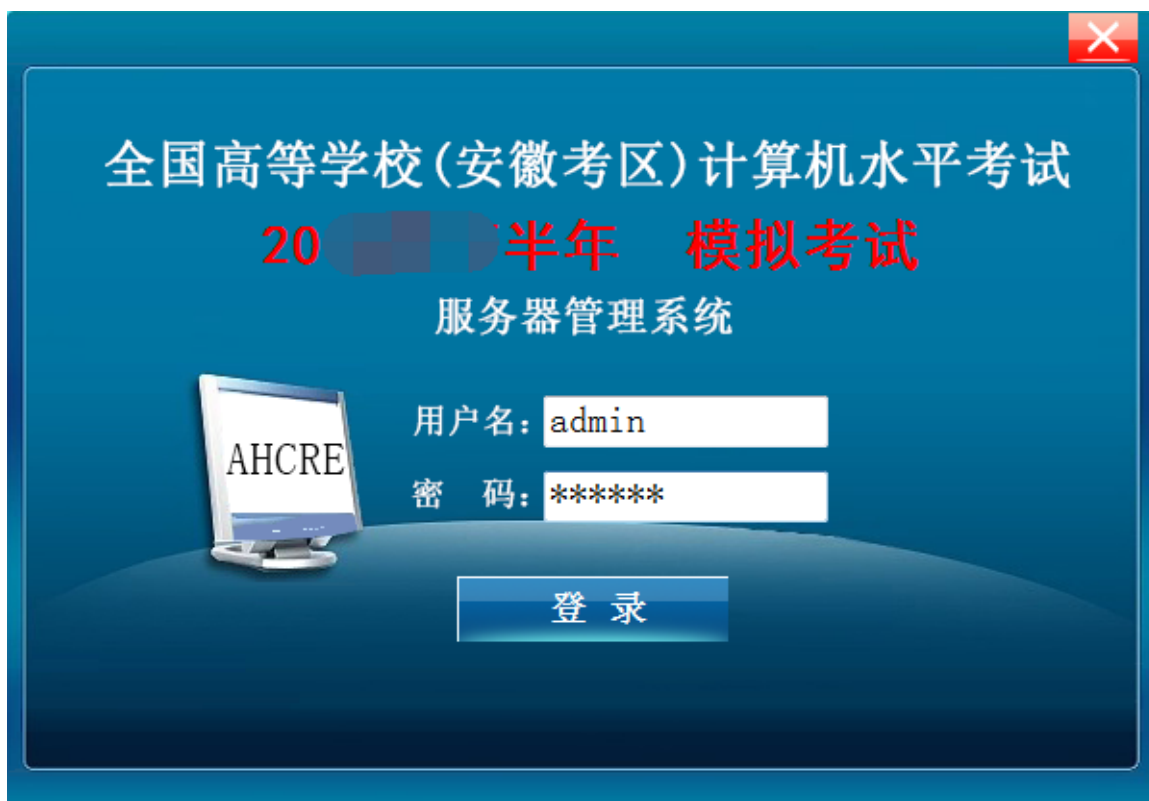 全国高等学校(安徽考区)计算机水平考试
20 半年 模拟考试
服务器管理系统
AHCRE
用户名: admin
密 码: ******
登 录